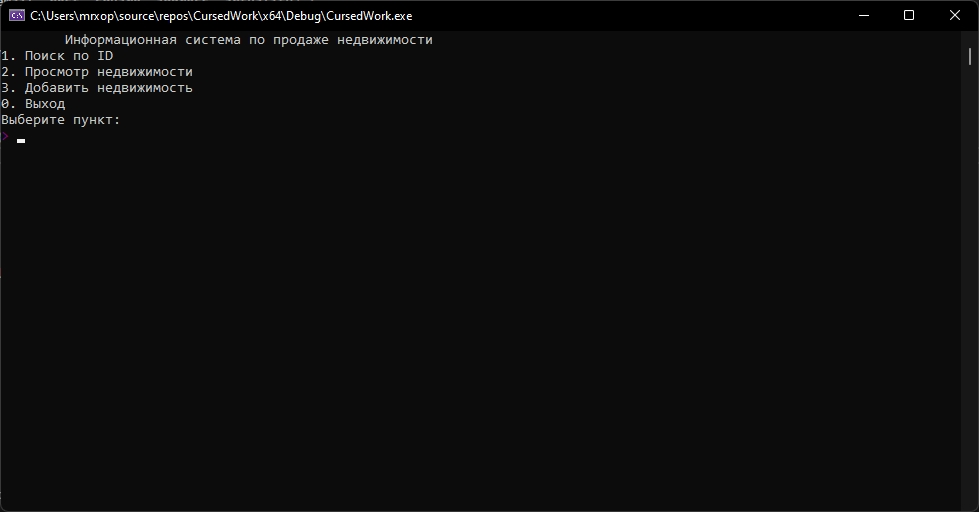 C:\Users\mrxop\source\repos\CursedWork\x64\Debug\CursedWork.exe
Информационная система по продаже недвижимости
1. Поиск по ID
2. Просмотр недвижимости
3. Добавить недвижимость
0. Выход
Выберите пункт:
>